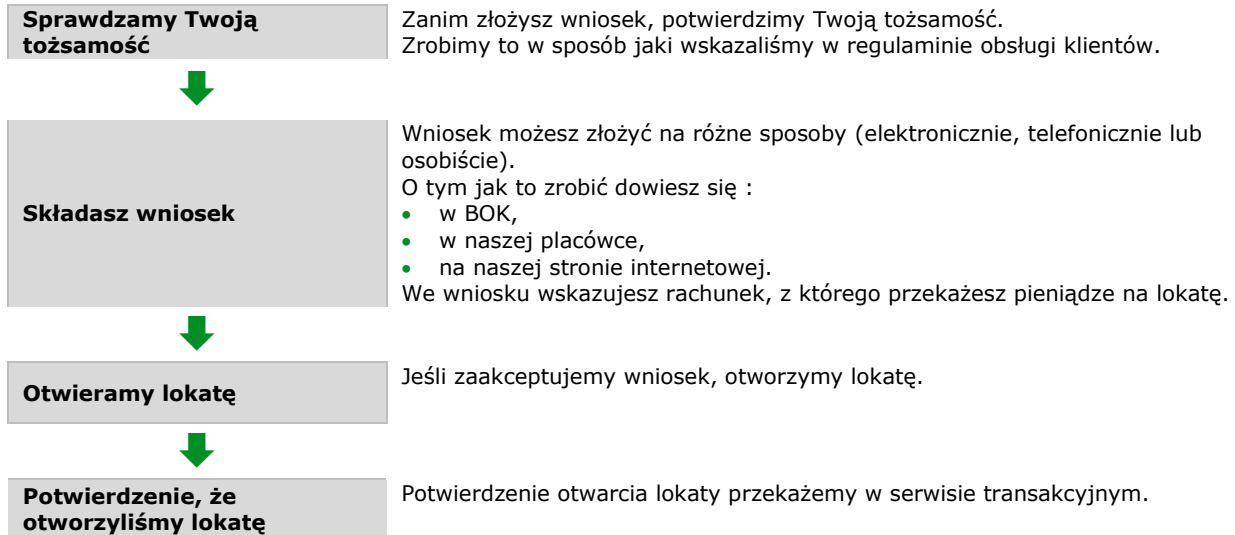 Sprawdzamy Twoją
tożsamość
Zanim złożysz wniosek, potwierdzimy Twoją tożsamość.
Zrobimy to w sposób jaki wskazaliśmy w regulaminie obsługi klientów.
Składasz wniosek
Wniosek możesz złożyć na różne sposoby (elektronicznie, telefonicznie lub
osobiście).
O tym jak to zrobić dowiesz się :
• w BOK,
• w naszej placówce,
• na naszej stronie internetowej.
We wniosku wskazujesz rachunek, z którego przekażesz pieniądze na lokatę.
Otwieramy lokatę
Jeśli zaakceptujemy wniosek, otworzymy lokatę.
Potwierdzenie, że
otworzyliśmy lokatę
Potwierdzenie otwarcia lokaty przekażemy w serwisie transakcyjnym.